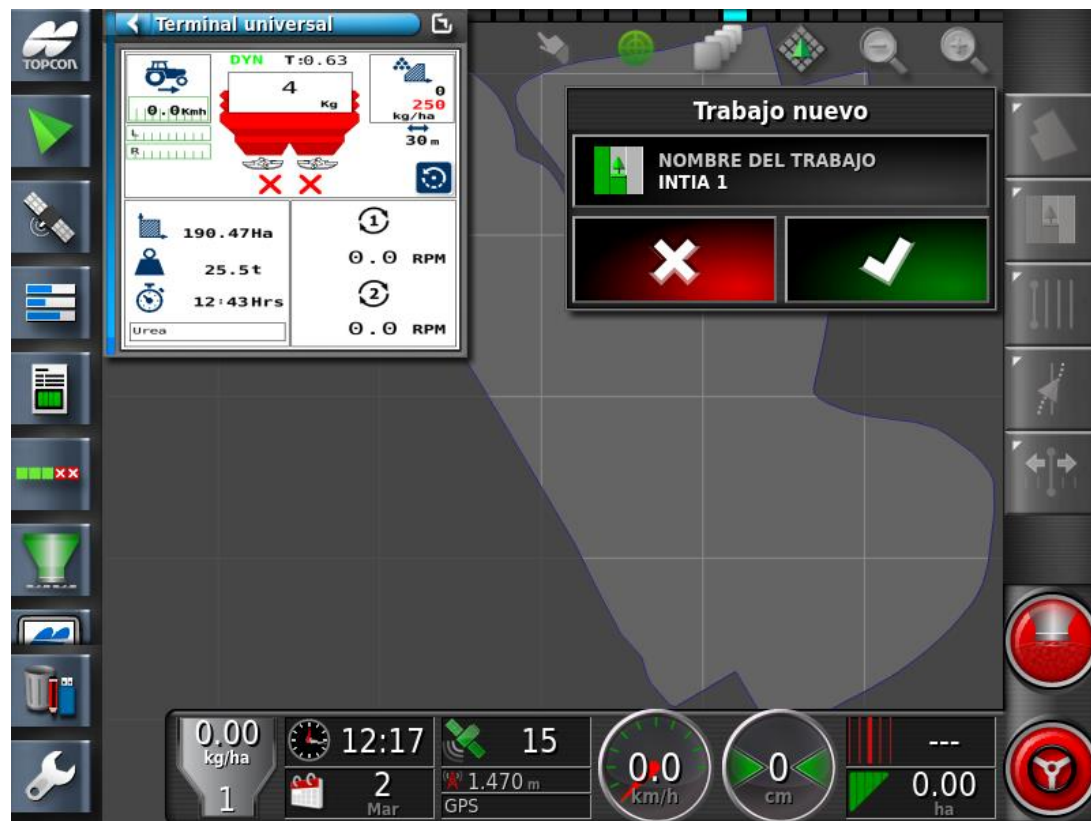 TOPCON
Terminal universal
DYN T:0.63
4
Kg
0.0Kmh
L
R
0
250
kg/ha
30 m
190.47Ha
25.5t
12:43Hrs
Urea
1
0.0 RPM
2
0.0 RPM
Trabajo nuevo
NOMBRE DEL TRABAJO
INTIA 1
0.00
kg/ha
1
12:17
2
Mar
15
1.470 m
GPS
0.0
km/h
0
cm
---
0.00
ha